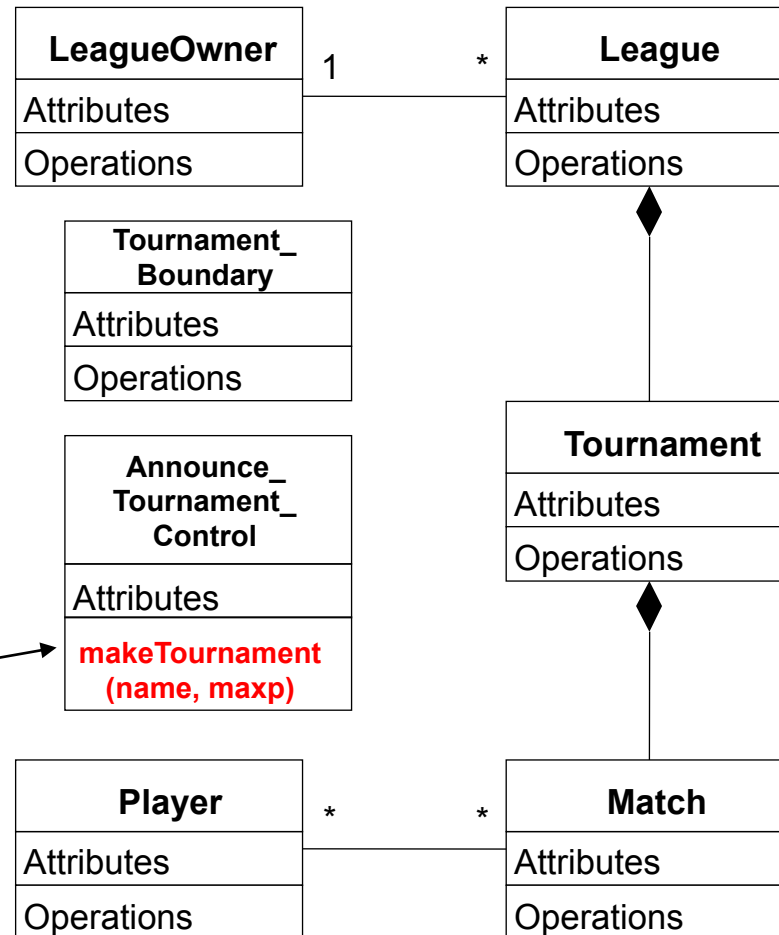 LeagueOwner
Attributes
Operations
1
*
League
Attributes
Operations
Tournament_
Boundary
Attributes
Operations
Announce_
Tournament_
Control
Attributes
makeTournament
(name, maxp)
Tournament
Attributes
Operations
Player
Attributes
Operations
*
*
Match
Attributes
Operations